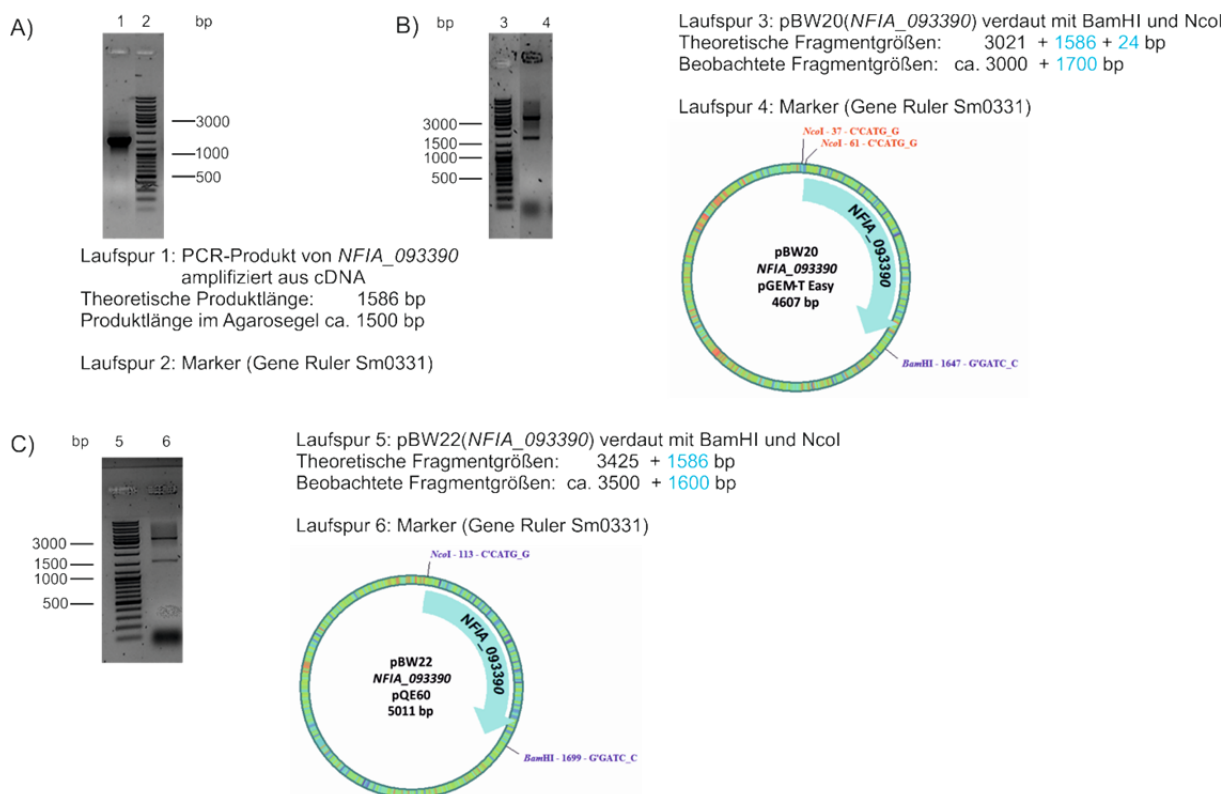 A)
1 2 bp
3000
1000
500
Laufspur 1: PCR-Produkt von NFIA_093390
amplifiziert aus cDNA
Theoretische Produktlänge: 1586 bp
Produktlänge im Agarosegel ca. 1500 bp
Laufspur 2: Marker (Gene Ruler Sm0331)
B)
bp 3 4
3000
1500
1000
500
Laufspur 3: pBW20(NFIA_093390) verdaut mit BamHI und NcoI
Theoretische Fragmentgrößen: 3021 + 1586 + 24 bp
Beobachtete Fragmentgrößen: ca. 3000 + 1700 bp
Laufspur 4: Marker (Gene Ruler Sm0331)
NcoI - 37 - C'CATG_G
NcoI - 61 - C'CATG_G
NFIA_093390
pBW20
NFIA_093390
pGEM-T Easy
4607 bp
BamHI - 1647 - G'GATC_C
C)
bp 5 6
3000
1500
1000
500
Laufspur 5: pBW22(NFIA_093390) verdaut mit BamHI und NcoI
Theoretische Fragmentgrößen: 3425 + 1586 bp
Beobachtete Fragmentgrößen: ca. 3500 + 1600 bp
Laufspur 6: Marker (Gene Ruler Sm0331)
NcoI - 113 - C'CATG_G
NFIA_093390
pBW22
NFIA_093390
pQE60
5011 bp
BamHI - 1699 - G'GATC_C